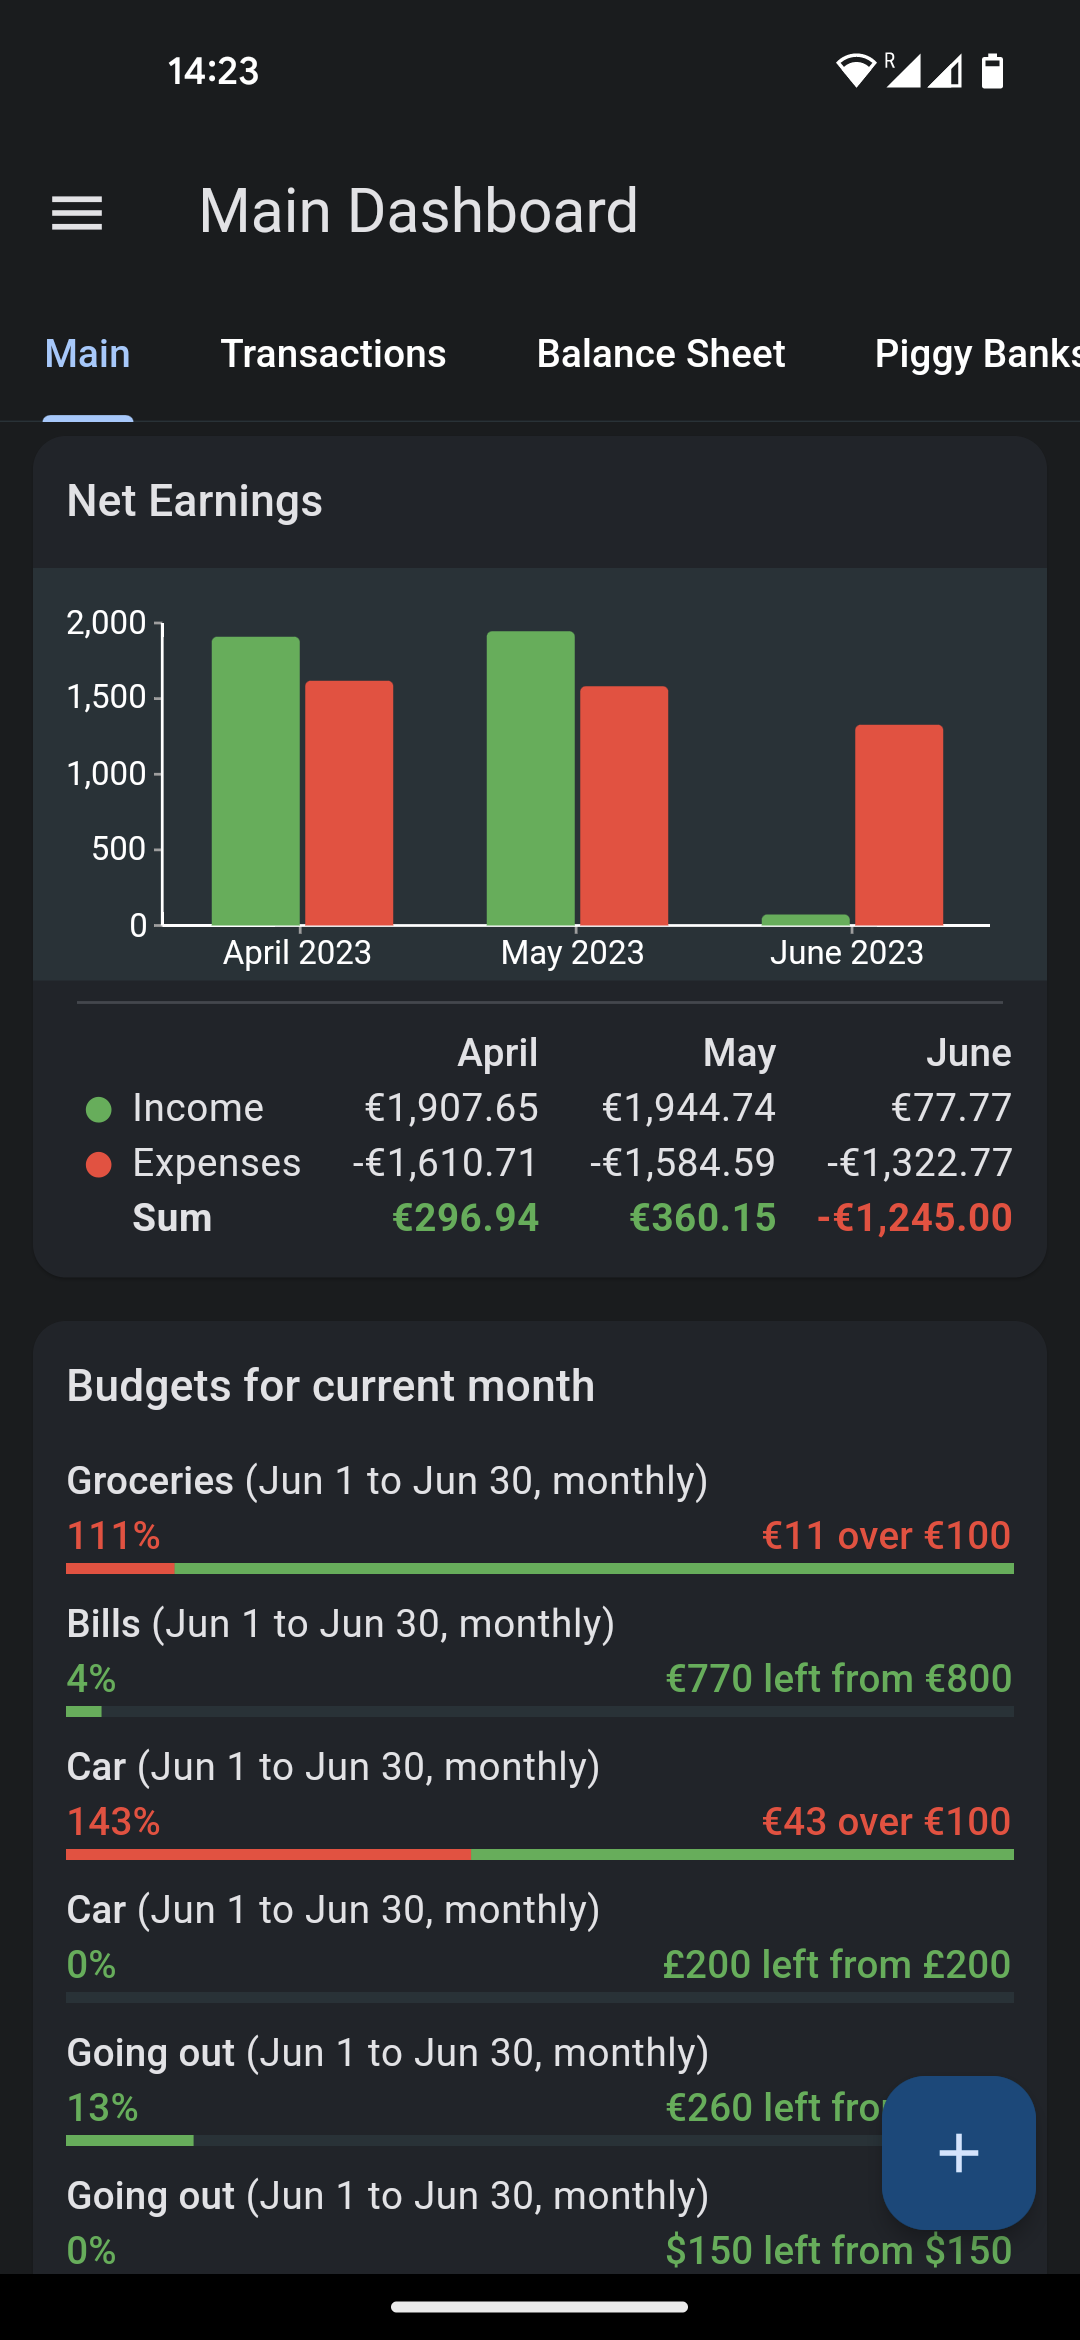 14:23
R
Main Dashboard
Main Transactions Balance Sheet Piggy Banks
Net Earnings
2,000
1,500
1,000
500
0
April 2023 May 2023 June 2023
April May June
Income €1,907.65 €1,944.74 €77.77
Expenses -€1,610.71 -€1,584.59 -€1,322.77
Sum €296.94 €360.15 -€1,245.00
Budgets for current month
Groceries (Jun 1 to Jun 30, monthly)
111% €11 over €100
Bills (Jun 1 to Jun 30, monthly)
4% €770 left from €800
Car (Jun 1 to Jun 30, monthly)
143% €43 over €100
Car (Jun 1 to Jun 30, monthly)
0% £200 left from £200
Going out (Jun 1 to Jun 30, monthly)
13% €260 left
Going out (Jun 1 to Jun 30, monthly)
0% $150 left from $150